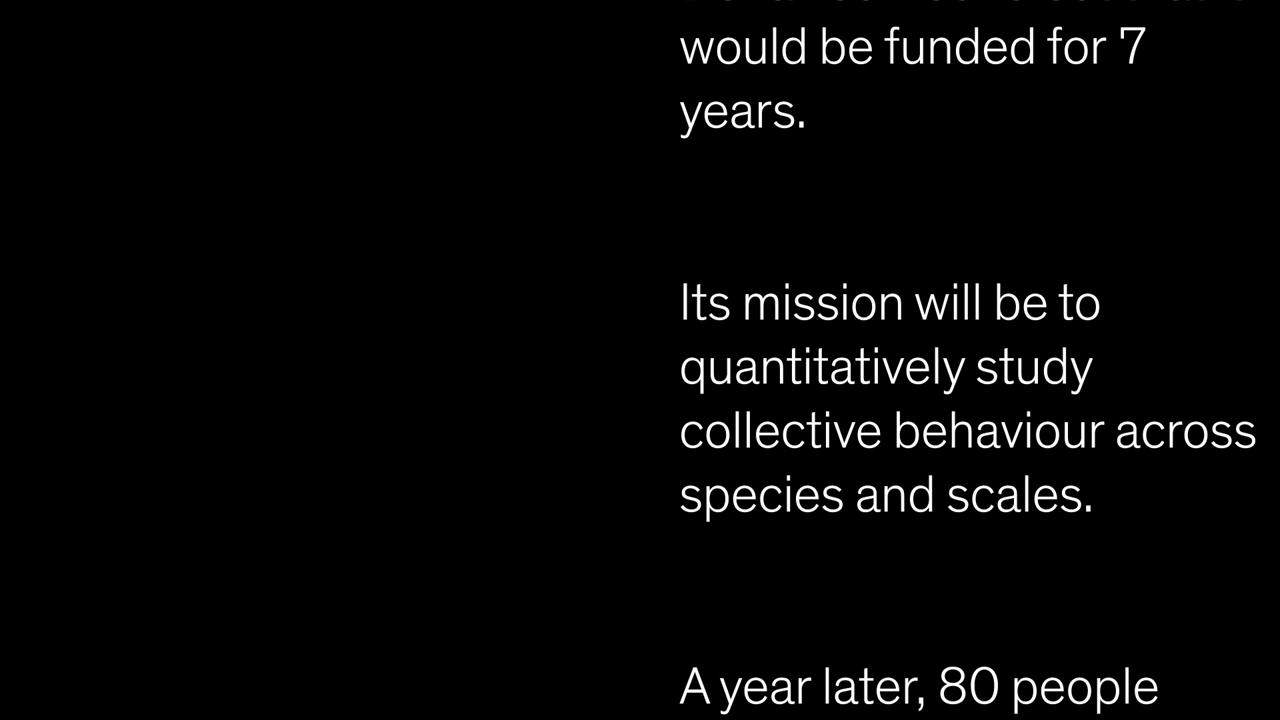 would be funded for 7
years.
Its mission will be to
quantitatively study
collective behaviour across
species and scales.
A year later, 80 people